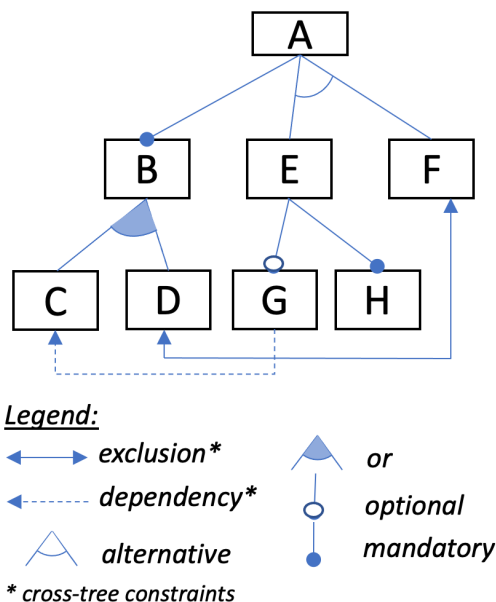 A
B E F
C D G H
Legend:
exclusion* or
dependency* optional
alternative mandatory
* cross-tree constraints